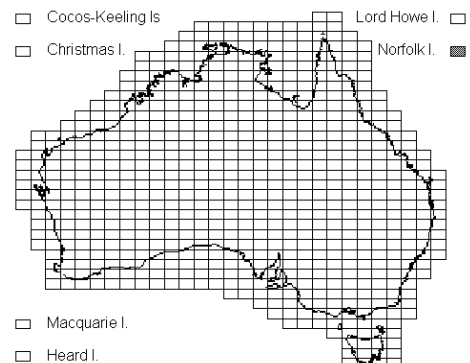 Cocos-Keeling Is
Lord Howe I.
Christmas I.
Norfolk I.
Macquarie I.
Heard I.